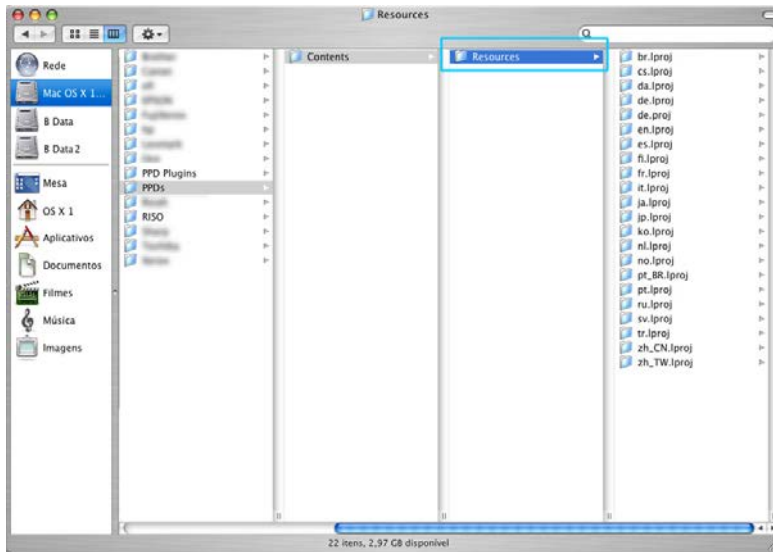 Resources
Rede
Mac OS X 1...
B Data
B Data 2
Mesa
OS X 1
Aplicativos
Documentos
Filmes
Música
Imagens
PPD Plugins
PPDs
RISO
Contents
Resources
br.lproj
cs.lproj
da.lproj
de.lproj
de.proj
en.lproj
es.lproj
fi.lproj
fr.lproj
it.lproj
ja.lproj
jp.lproj
ko.lproj
nl.lproj
no.lproj
pt_BR.lproj
pt.lproj
ru.lproj
sv.lproj
tr.lproj
zh_CN.lproj
zh_TW.lproj
22 itens, 2,97 GB disponível